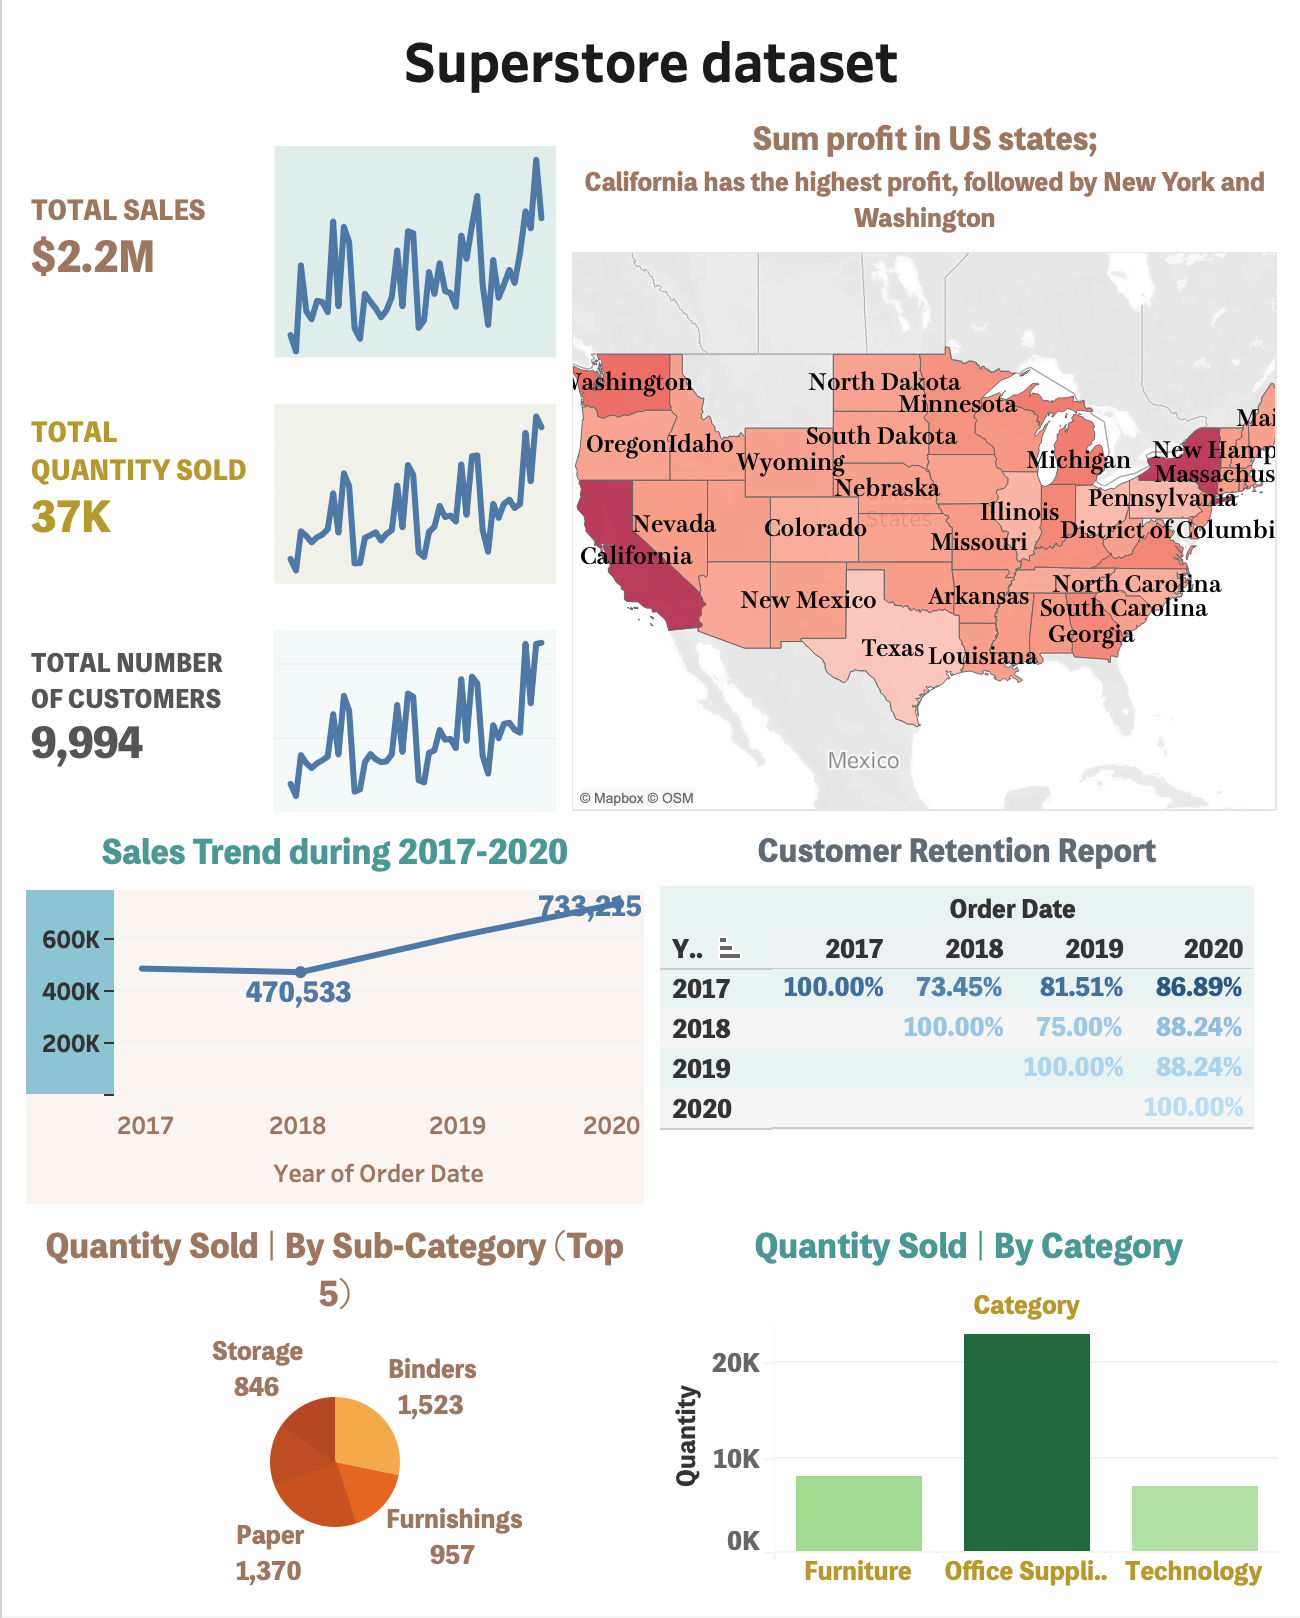 Superstore dataset
TOTAL SALES
$2.2M
TOTAL
QUANTITY SOLD
37K
TOTAL NUMBER
OF CUSTOMERS
9,994
Sum profit in US states;
California has the highest profit, followed by New York and
Washington
Washington
North Dakota
Minnesota
Mai
Oregon
Idaho
South Dakota
New Hamp
Wyoming
Michigan
Massachus
Nebraska
Pennsylvania
United
States
Nevada
Colorado
Illinois
District of Columbi
California
Missouri
New Mexico
Arkansas
North Carolina
South Carolina
Georgia
Texas
Louisiana
Mexico
© Mapbox © OSM
Sales Trend during 2017-2020
733,215
600K
400K
470,533
200K
2017 2018 2019 2020
Year of Order Date
Customer Retention Report
Order Date
Y.. 2017 2018 2019 2020
2017 100.00% 73.45% 81.51% 86.89%
2018 100.00% 75.00% 88.24%
2019 100.00% 88.24%
2020 100.00%
Quantity Sold | By Sub-Category（Top
5）
Storage
846
Binders
1,523
Furnishings
957
Paper
1,370
Quantity Sold | By Category
Category
Quantity
20K
10K
0K
Furniture Office Suppli.. Technology